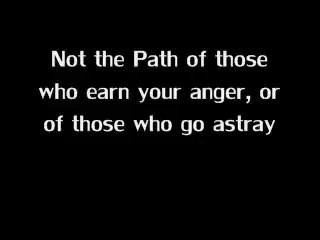 Not the Path of those
who earn your anger, or
of those who go astray